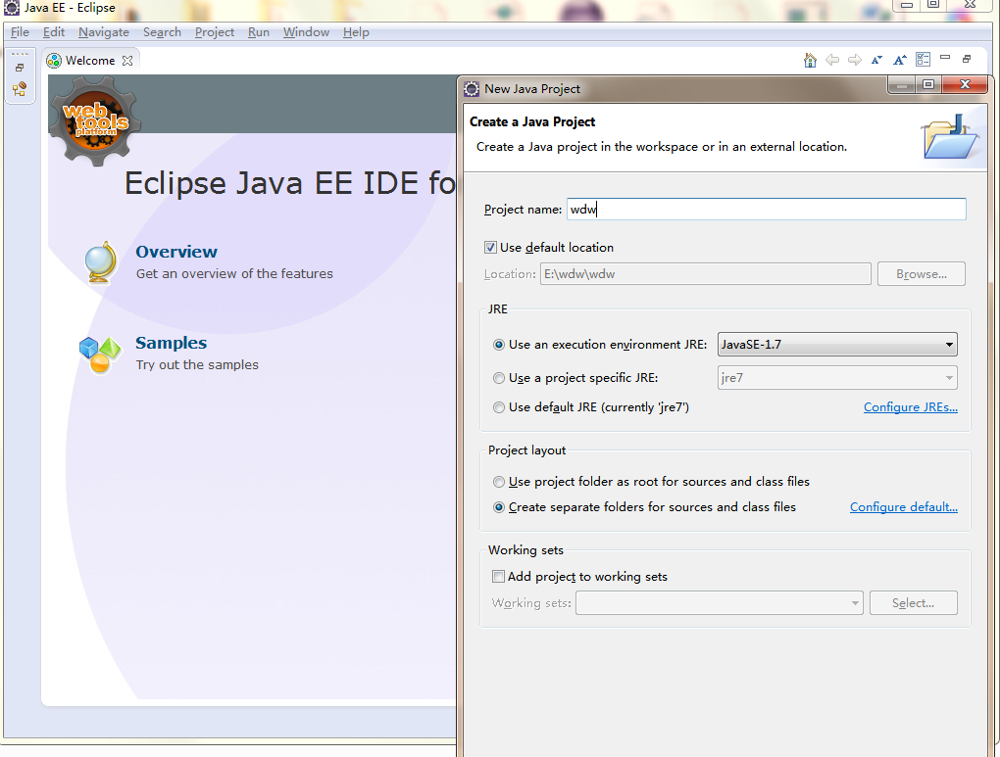 Java EE - Eclipse
File Edit Navigate Search Project Run Window Help
Welcome
web
tools
platform
Eclipse Java EE IDE fo
Overview
Get an overview of the features
Samples
Try out the samples
New Java Project
Create a Java Project
Create a Java project in the workspace or in an external location.
Project name: wdw
Use default location
Location: E:\wdw\wdw Browse...
JRE
Use an execution environment JRE: JavaSE-1.7
Use a project specific JRE: jre7
Use default JRE (currently 'jre7') Configure JREs...
Project layout
Use project folder as root for sources and class files
Create separate folders for sources and class files Configure default...
Working sets
Add project to working sets
Working sets: Select...